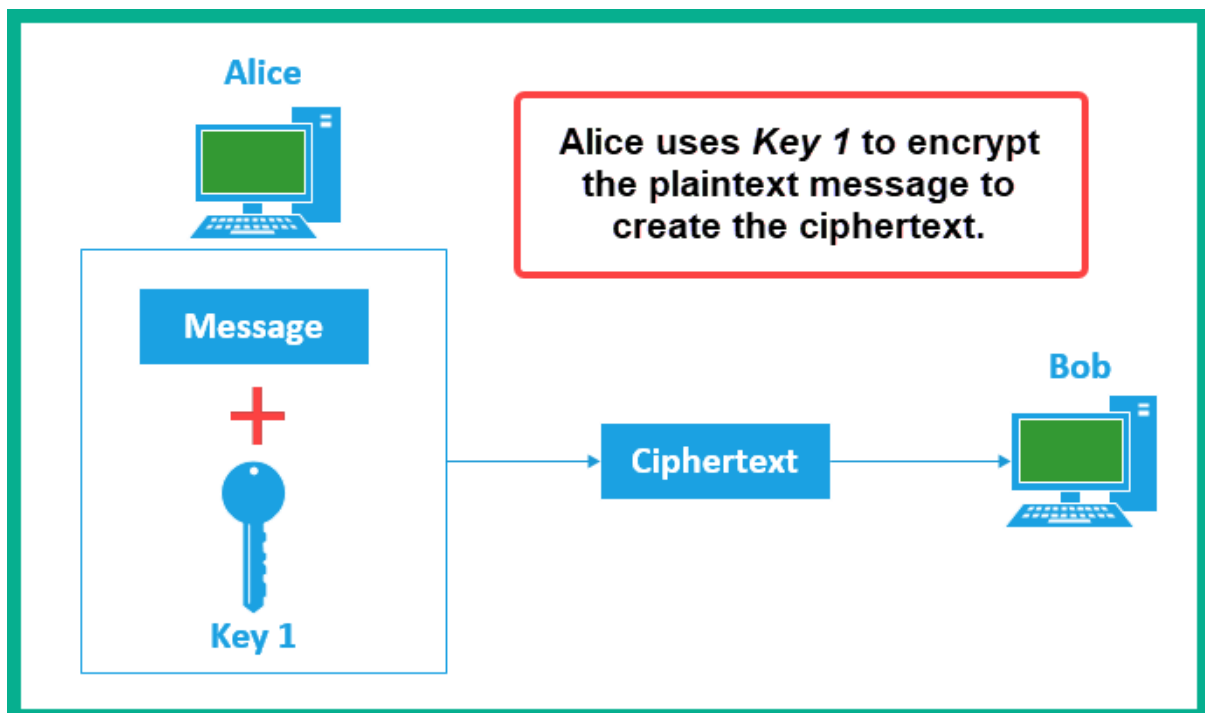 Alice
Alice uses Key 1 to encrypt
the plaintext message to
create the ciphertext.
Message
Key 1
Ciphertext
Bob